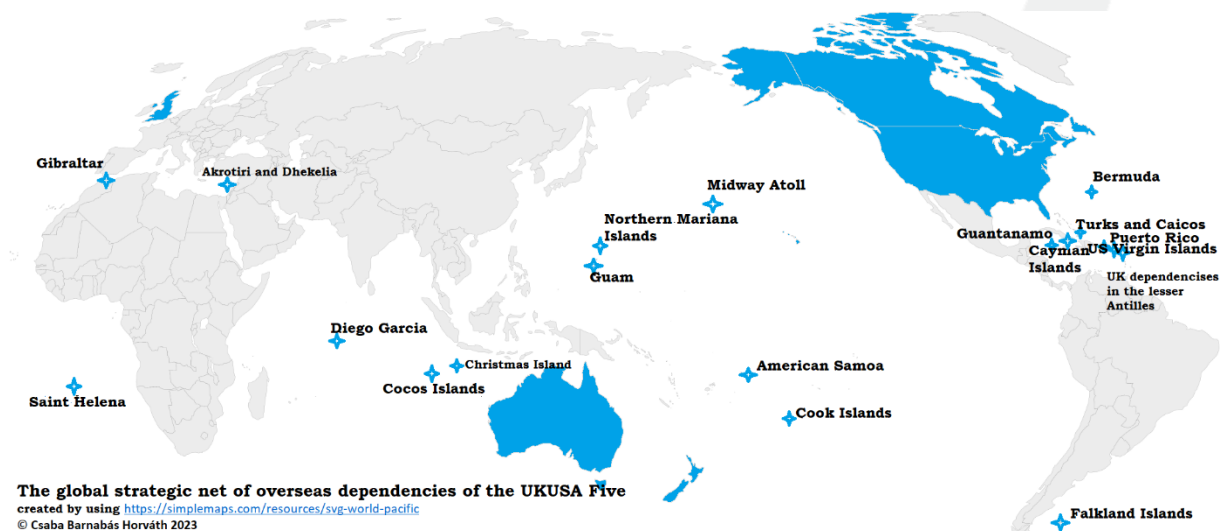 Gibraltar
Akrotiri and Dhekelia
Midway Atoll
Bermuda
Northern Mariana
Islands
Guam
Guantanamo
Turks and Caicos
Puerto Rico
Cayman
Islands
US Virgin Islands
UK dependencises
in the lesser
Antilles
Diego Garcia
Christmas Island
Cocos Islands
American Samoa
Saint Helena
Cook Islands
The global strategic net of overseas dependencies of the UKUSA Five
created by using https://simplemaps.com/resources/svg-world-pacific
© Csaba Barnabás Horváth 2023
Falkland Islands